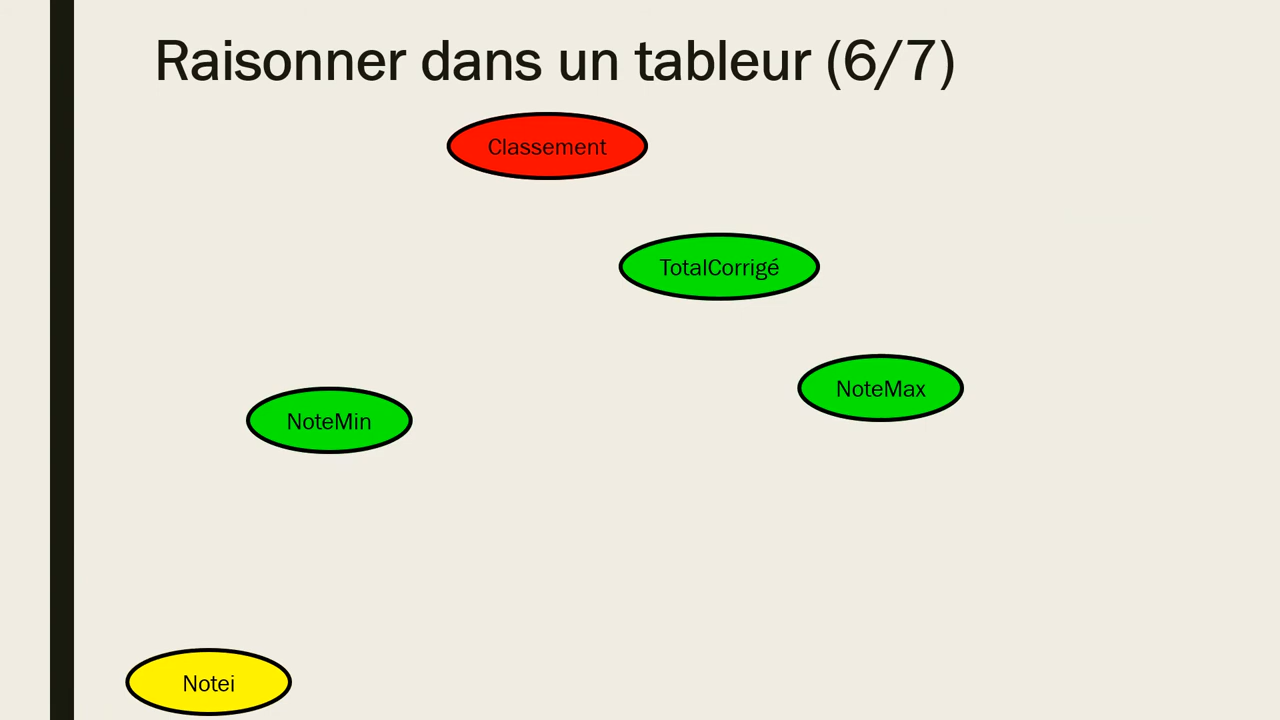 Raisonner dans un tableur (6/7)
Classement
TotalCorrigé
NoteMax
NoteMin
Notei